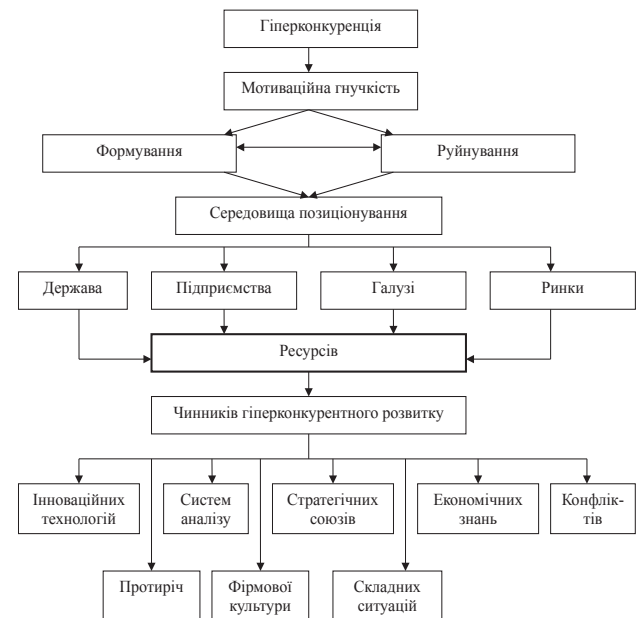 Гіперконкуренція
Мотиваційна гнучкість
Формування
Руйнування
Середовища позиціонування
Держава
Підприємства
Галузі
Ринки
Ресурсів
Чинників гіперконкурентного розвитку
Інноваційних
технологій
Систем
аналізу
Стратегічних
союзів
Економічних
знань
Конфлік-
тів
Протиріч
Фірмової
культури
Складних
ситуацій